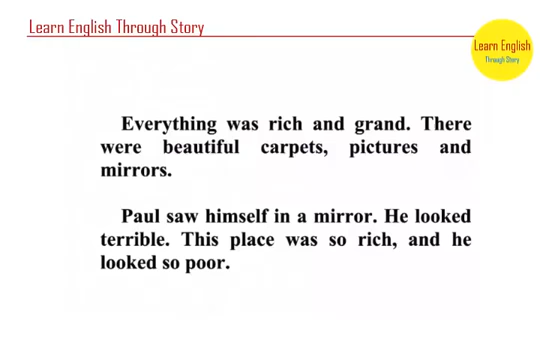 Learn English Through Story
Learn English
Through Story
Everything was rich and grand. There
were beautiful carpets, pictures and
mirrors.
Paul saw himself in a mirror. He looked
terrible. This place was so rich, and he
looked so poor.